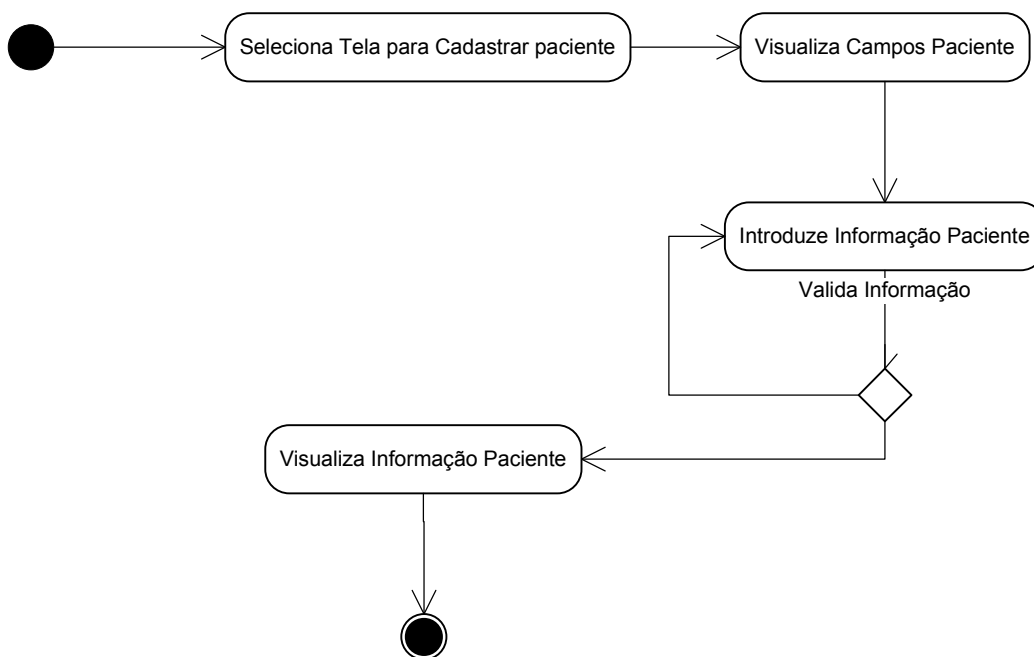 Seleciona Tela para Cadastrar paciente
Visualiza Campos Paciente
Introduze Informação Paciente
Valida Informação
Visualiza Informação Paciente